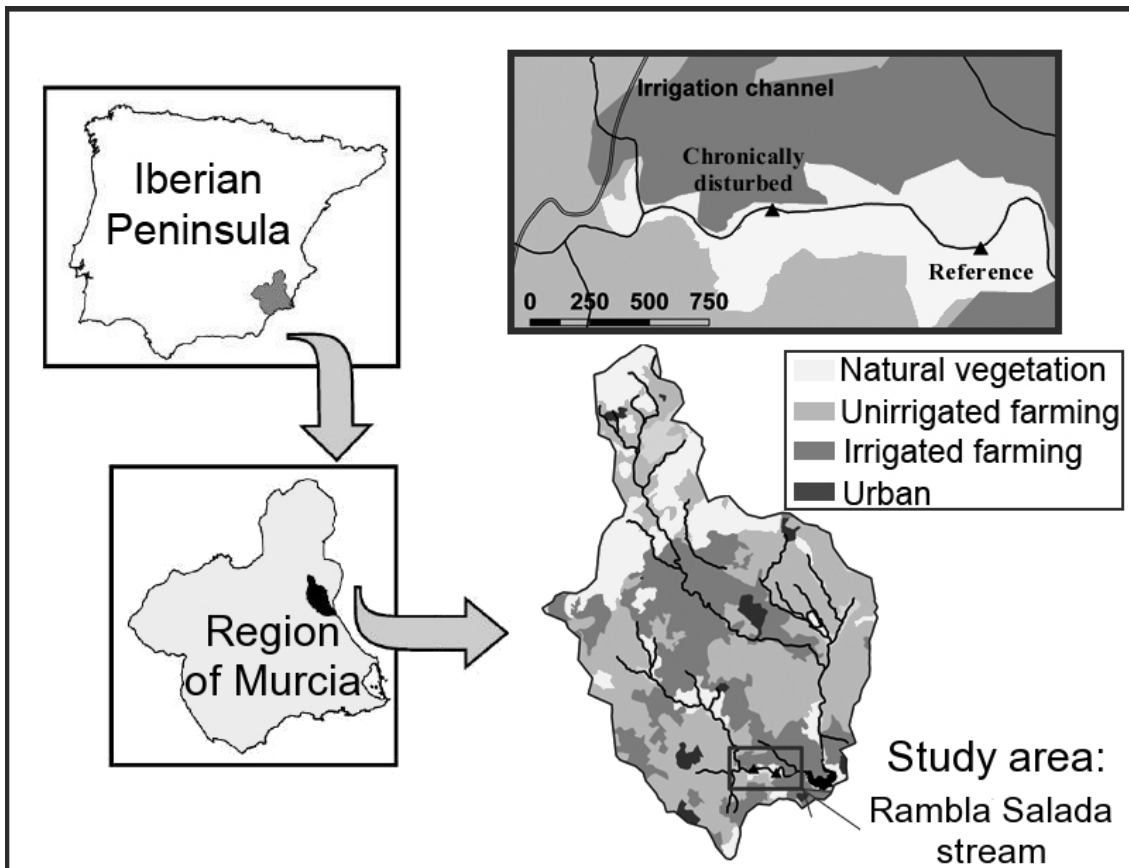 Iberian
Peninsula
Irrigation channel
Chronically
disturbed
Reference
0 250 500 750
Natural vegetation
Unirrigated farming
Irrigated farming
Urban
Region
of Murcia
Study area:
Rambla Salada
stream